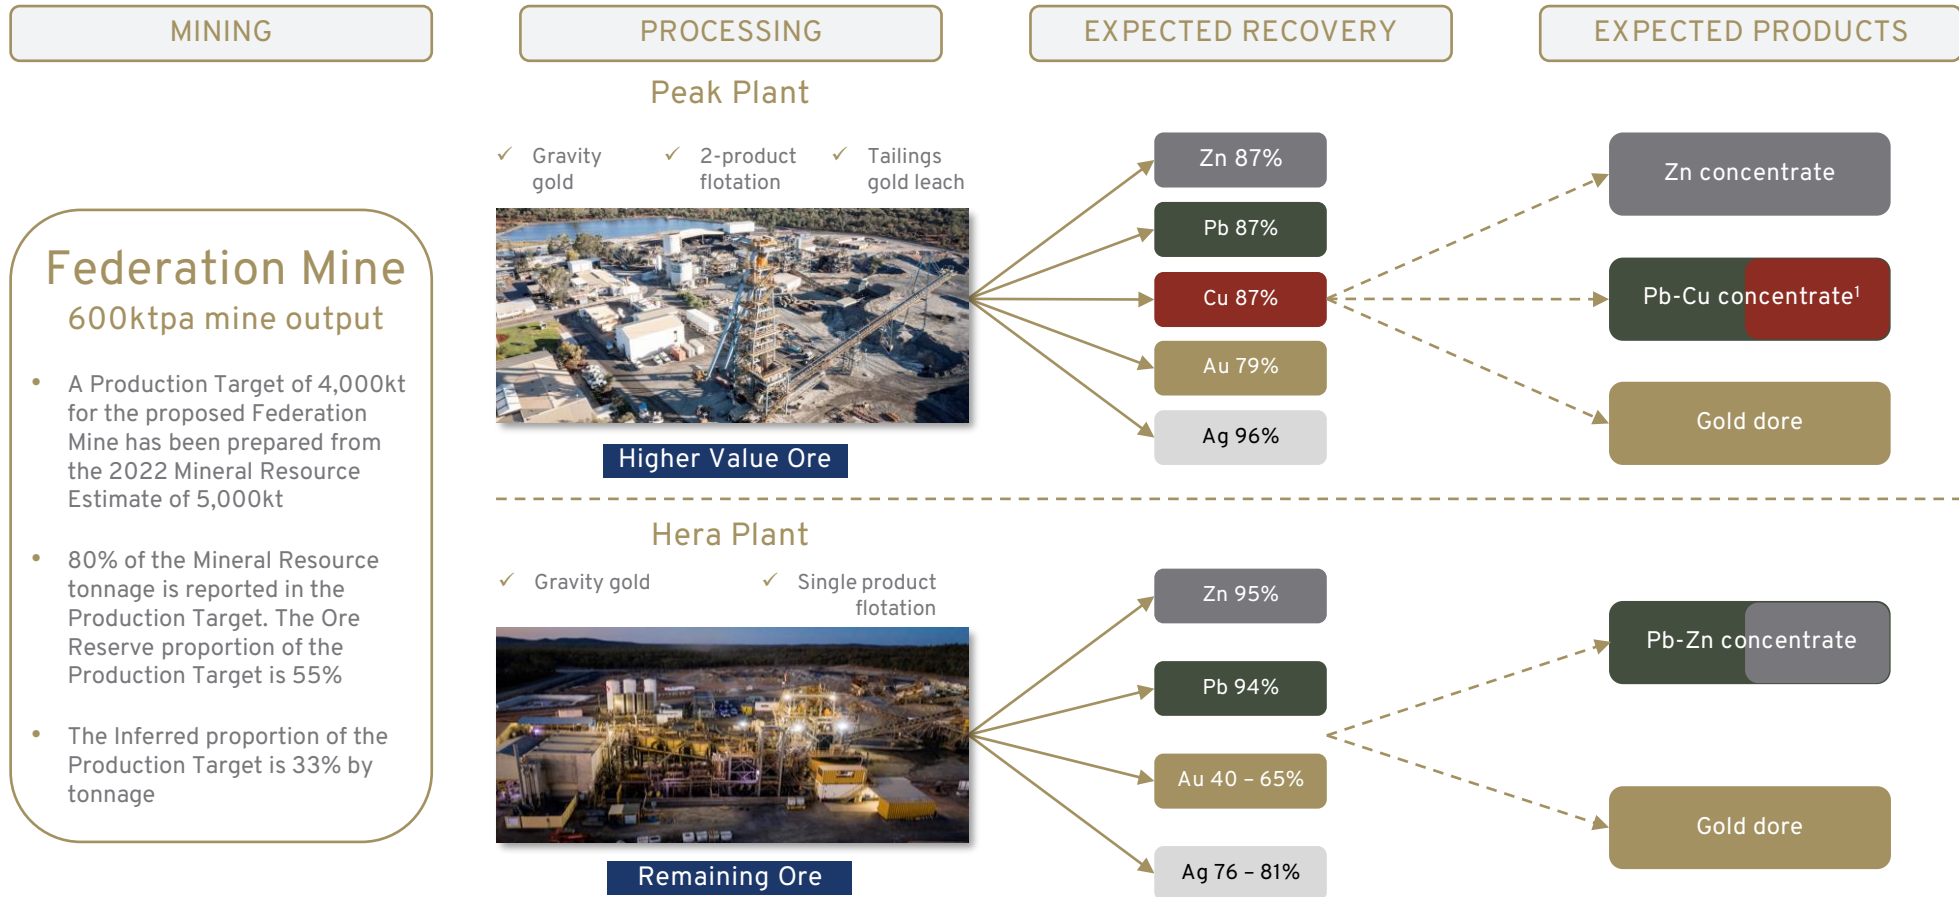 MINING
PROCESSING
EXPECTED RECOVERY
EXPECTED PRODUCTS
Federation Mine
600ktpa mine output
• A Production Target of 4,000kt
for the proposed Federation
Mine has been prepared from
the 2022 Mineral Resource
Estimate of 5,000kt
• 80% of the Mineral Resource
tonnage is reported in the
Production Target. The Ore
Reserve proportion of the
Production Target is 55%
• The Inferred proportion of the
Production Target is 33% by
tonnage
Peak Plant
✓ Gravity
gold
✓ 2-product
flotation
✓ Tailings
gold leach
Higher Value Ore
Zn 87%
Pb 87%
Cu 87%
Au 79%
Ag 96%
Zn concentrate
Pb-Cu concentrate¹
Gold dore
Hera Plant
✓ Gravity gold
✓ Single product
flotation
Remaining Ore
Zn 95%
Pb 94%
Au 40 – 65%
Ag 76 – 81%
Pb-Zn concentrate
Gold dore